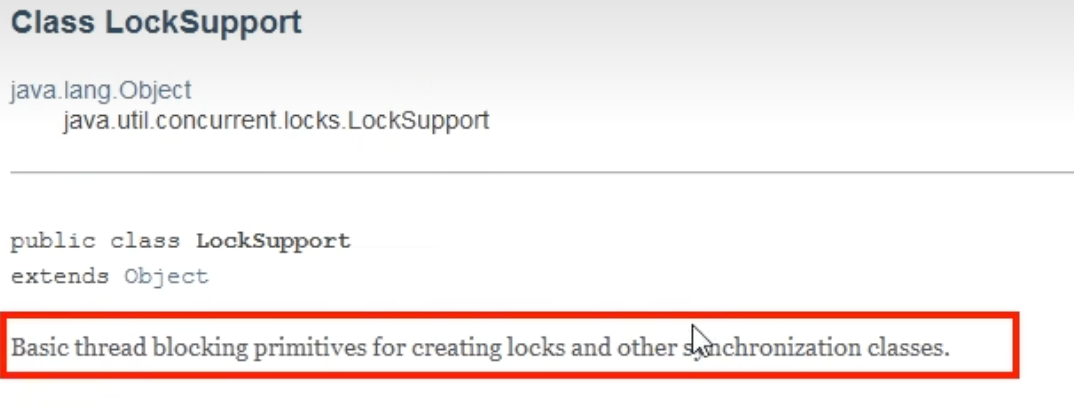 Class LockSupport
java.lang.Object
java.util.concurrent.locks.LockSupport
public class LockSupport
extends Object
Basic thread blocking primitives for creating locks and other synchronization classes.